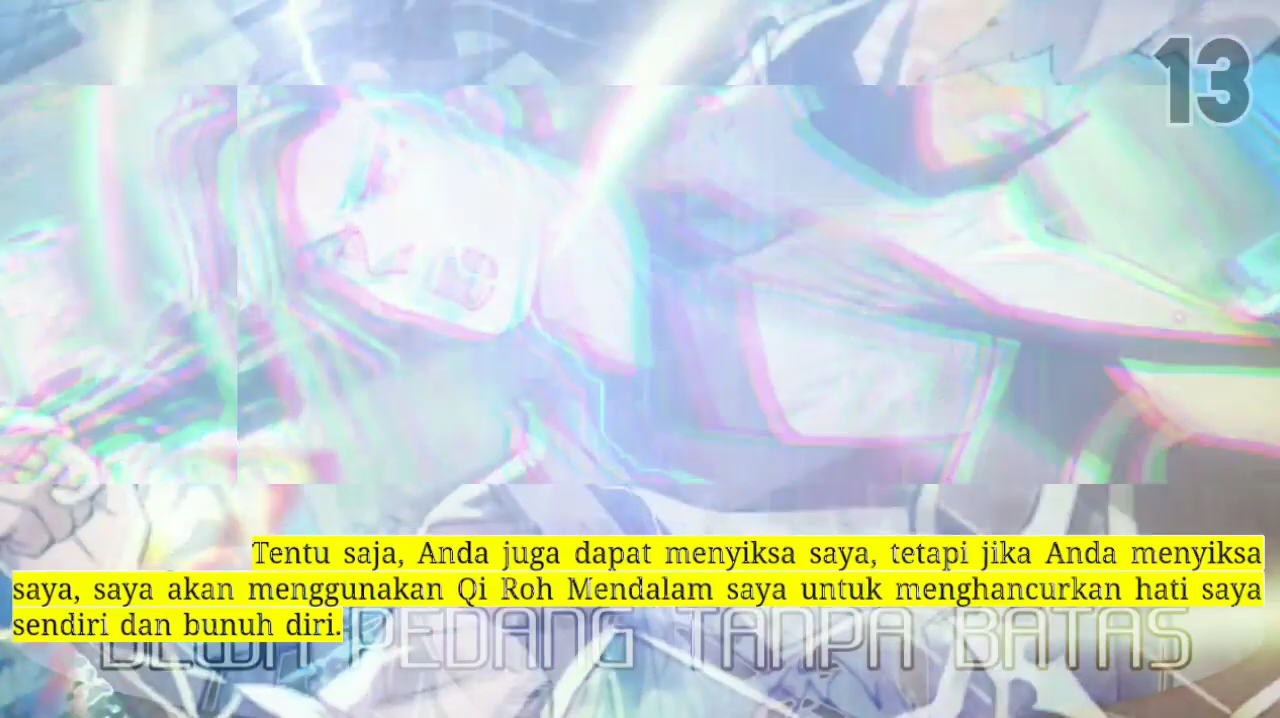 13
Tentu saja, Anda juga dapat menyiksa saya, tetapi jika Anda menyiksa
saya, saya akan menggunakan Qi Roh Mendalam saya untuk menghancurkan hati saya
sendiri dan bunuh diri.
DEWA PEDANG TANPA BATAS